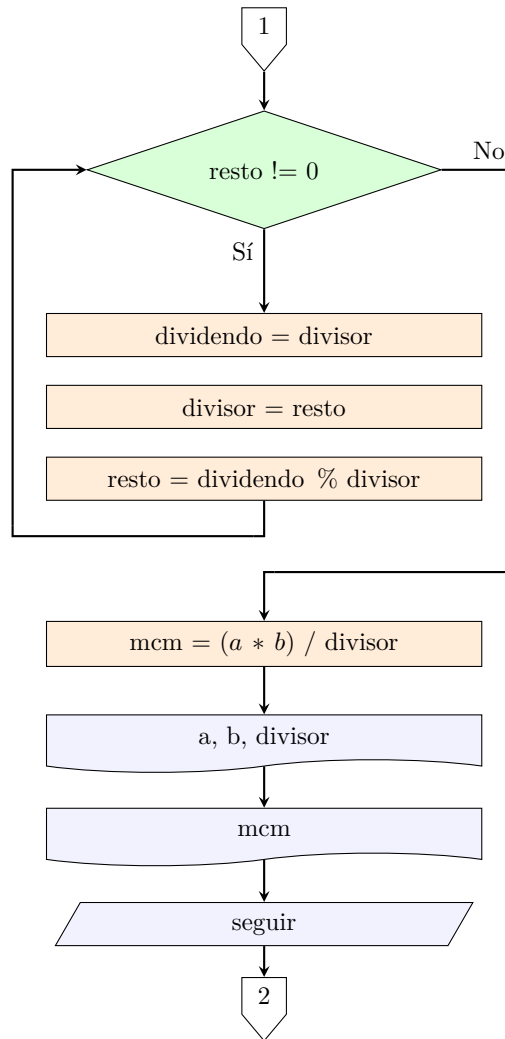 1
resto != 0
No
Sí
dividendo = divisor
divisor = resto
resto = dividendo % divisor
mcm = (a * b) / divisor
a, b, divisor
mcm
seguir
2